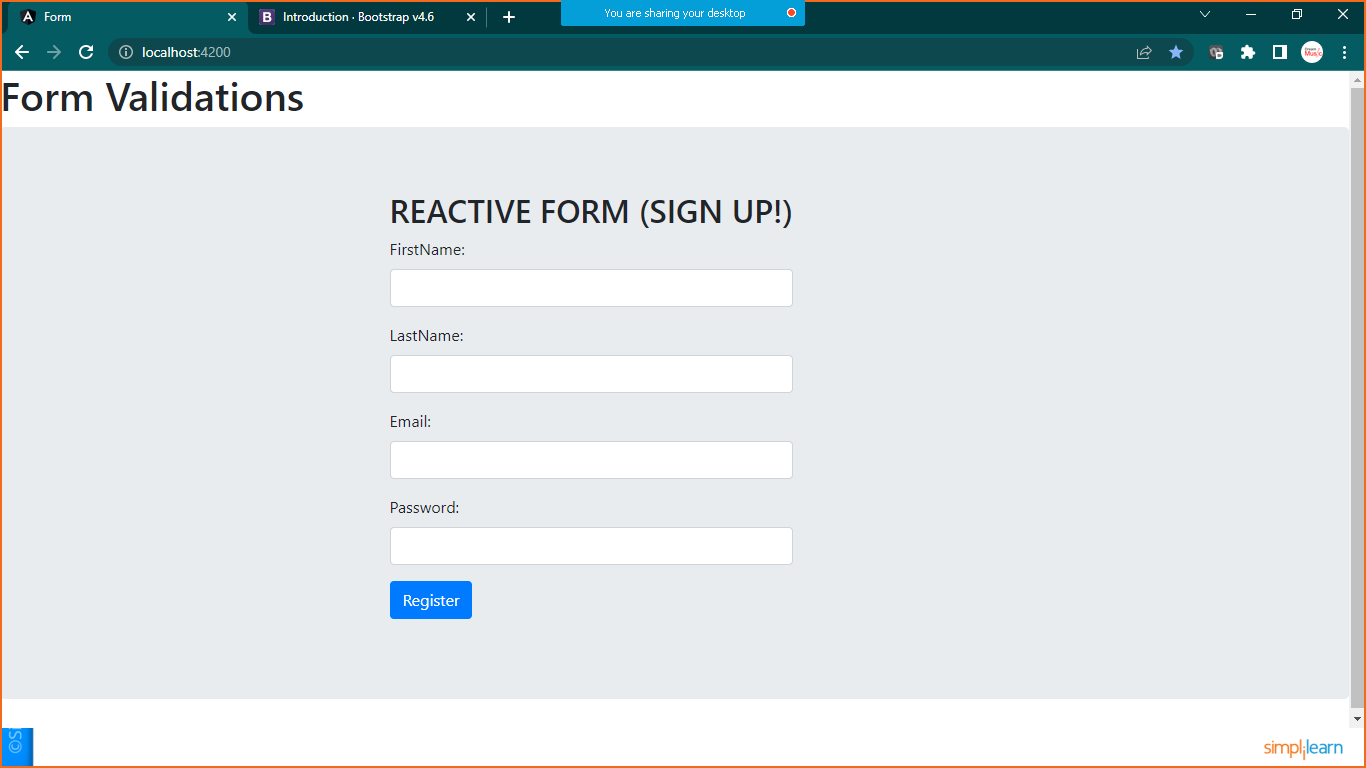 Form
Introduction · Bootstrap v4.6
You are sharing your desktop
localhost:4200
Form Validations
REACTIVE FORM (SIGN UP!)
FirstName:
LastName:
Email:
Password:
Register
©S
simplilearn